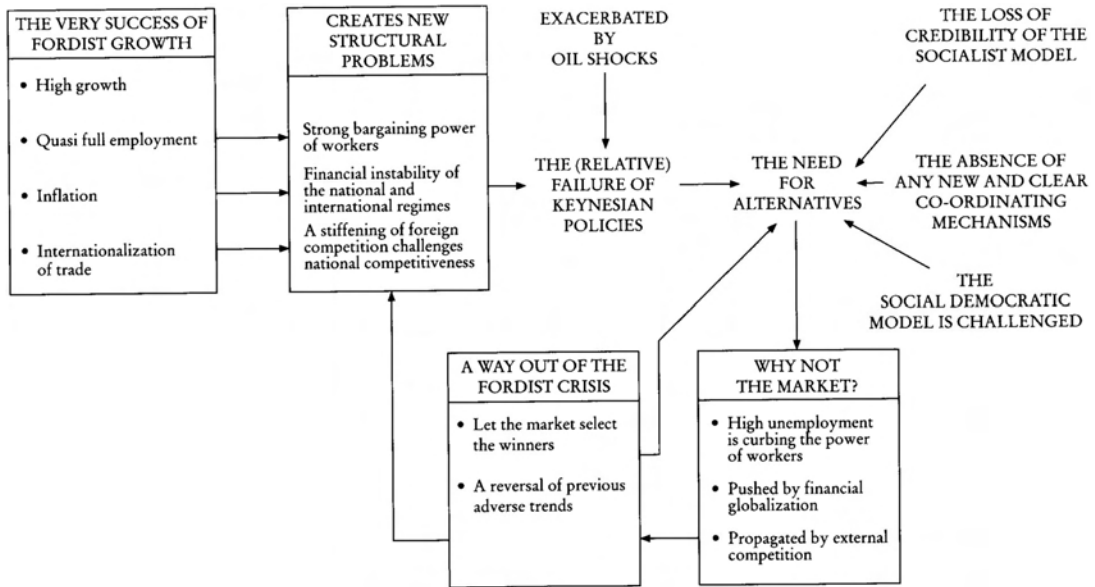 THE VERY SUCCESS OF
FORDIST GROWTH
• High growth
• Quasi full employment
• Inflation
• Internationalization
of trade
CREATES NEW
STRUCTURAL
PROBLEMS
Strong bargaining power
of workers
Financial instability of
the national and
international regimes
A stiffening of foreign
competition challenges
national competitiveness
EXACERBATED
BY
OIL SHOCKS
THE (RELATIVE)
FAILURE OF
KEYNESIAN
POLICIES
THE NEED
FOR
ALTERNATIVES
THE LOSS OF
CREDIBILITY OF THE
SOCIALIST MODEL
THE ABSENCE OF
ANY NEW AND CLEAR
CO-ORDINATING
MECHANISMS
THE
SOCIAL DEMOCRATIC
MODEL IS CHALLENGED
A WAY OUT OF THE
FORDIST CRISIS
• Let the market select
the winners
• A reversal of previous
adverse trends
WHY NOT
THE MARKET?
• High unemployment
is curbing the power
of workers
• Pushed by financial
globalization
• Propagated by external
competition